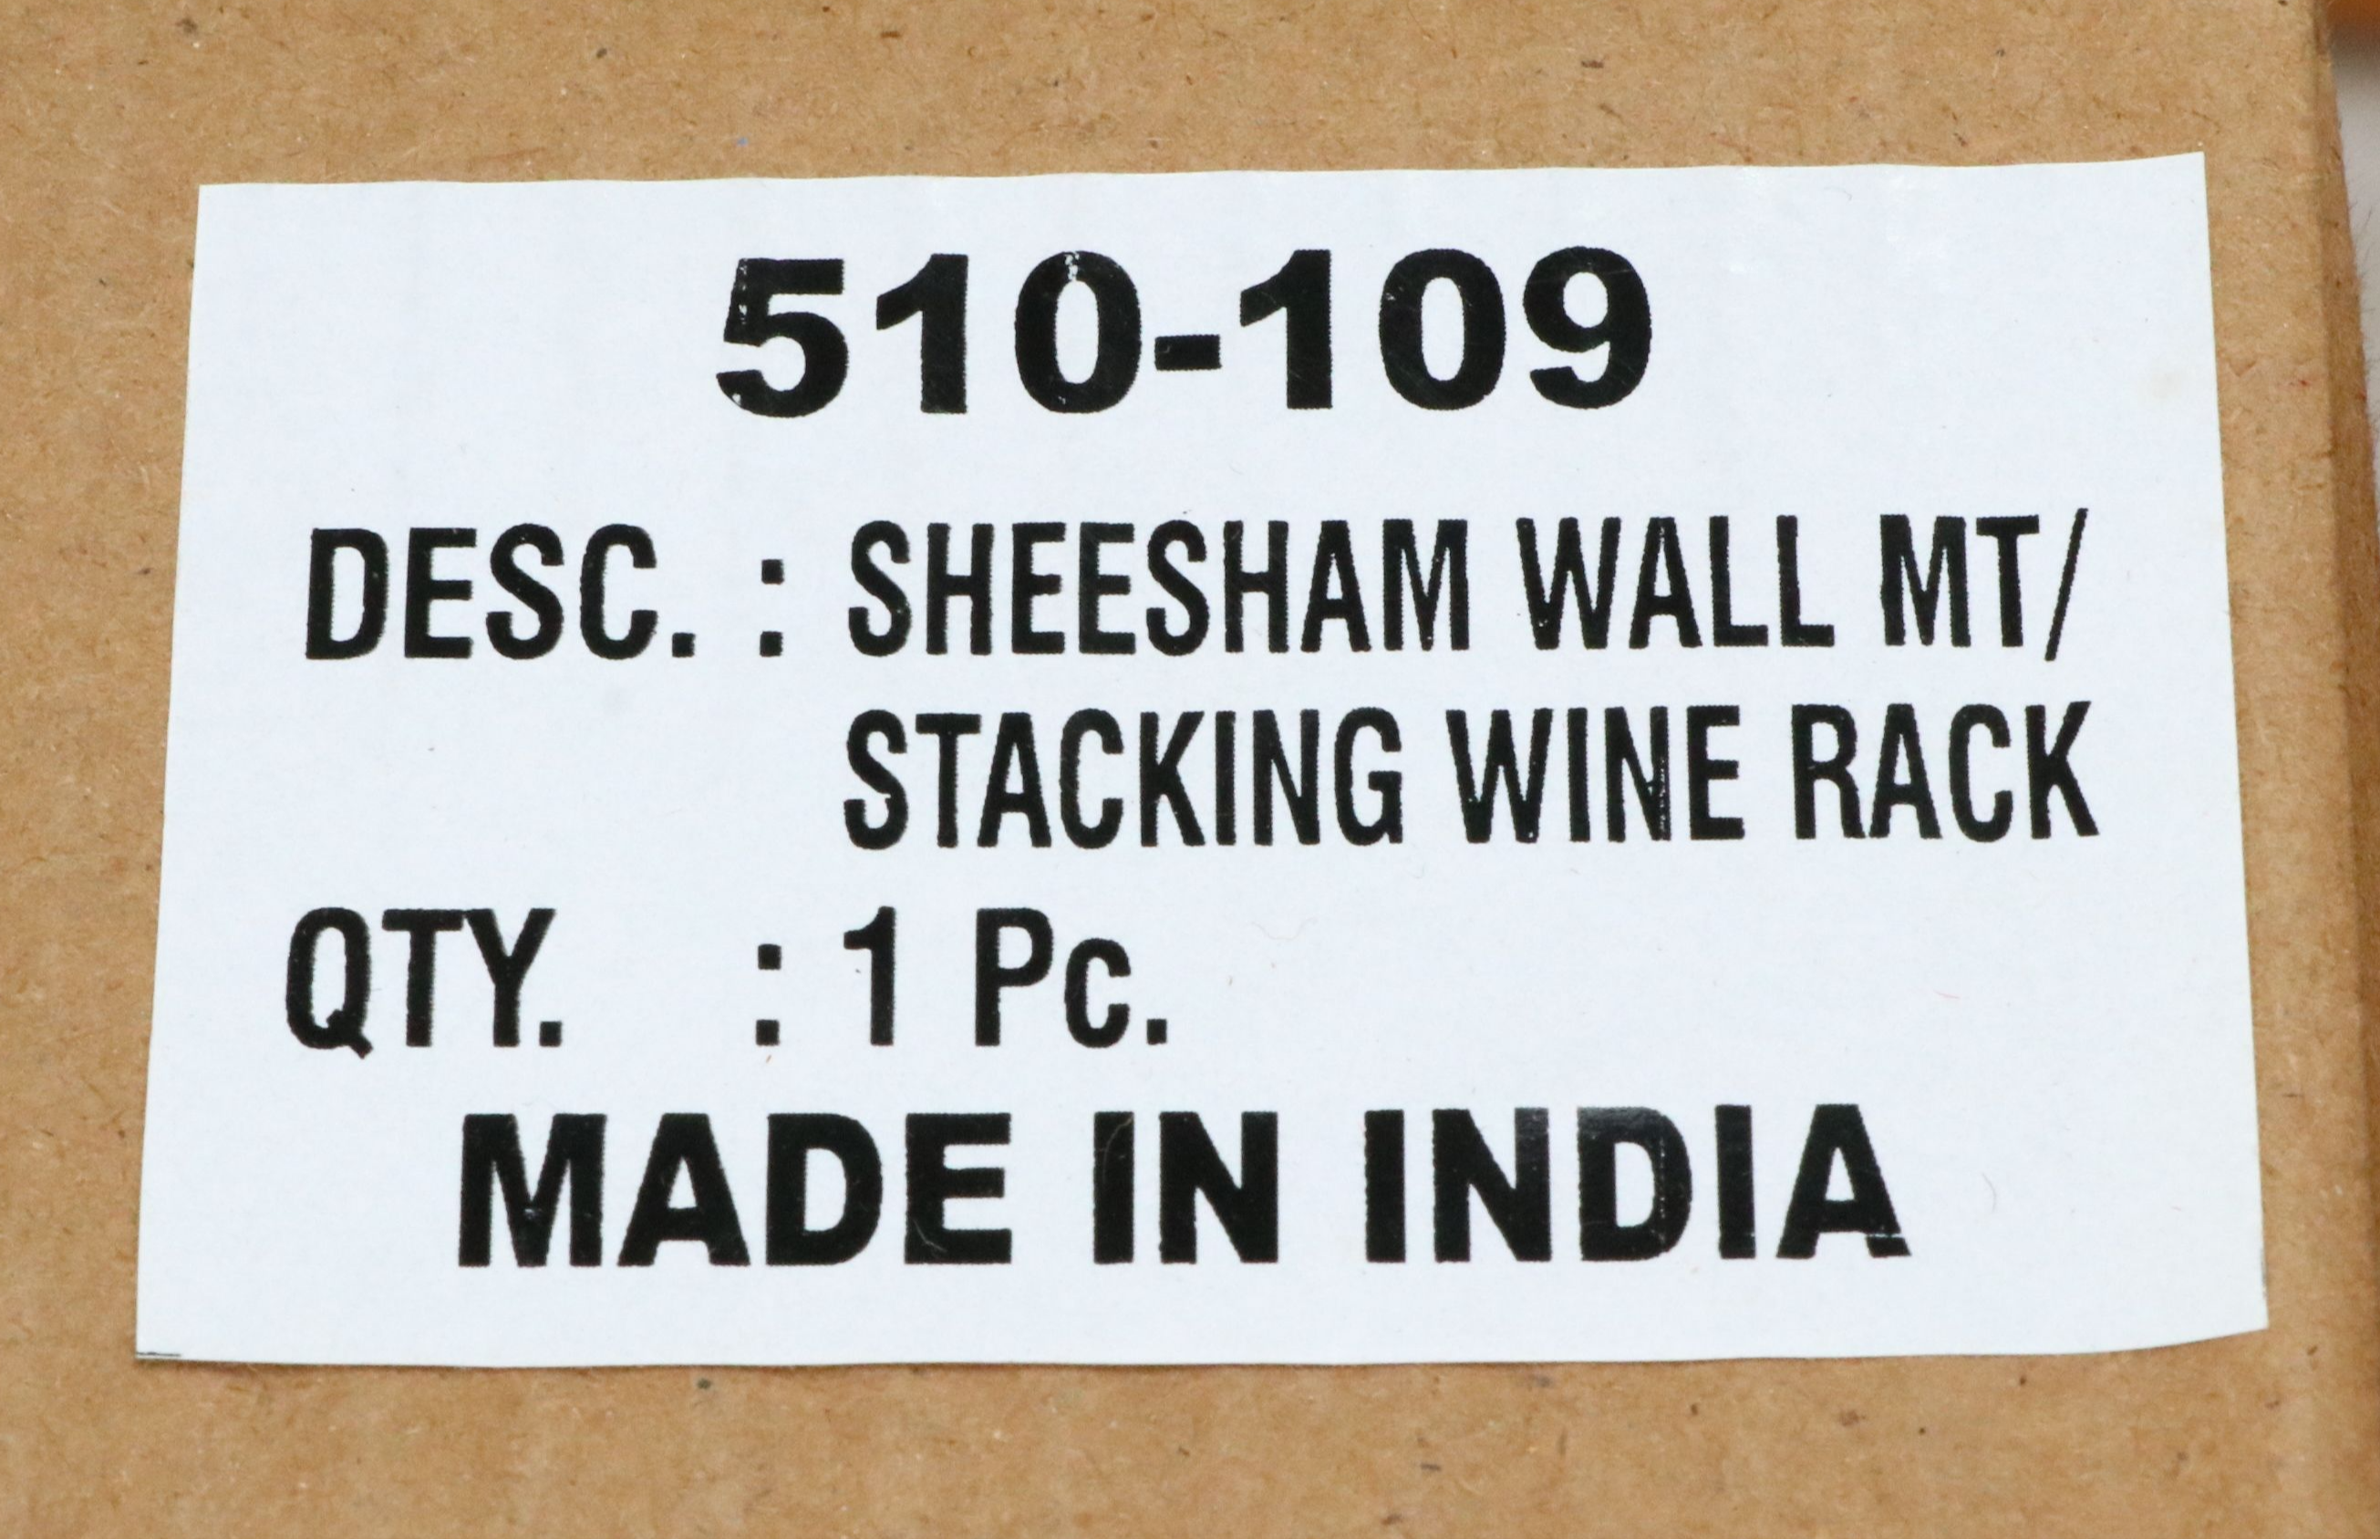 510-109
DESC. : SHEESHAM WALL MT/
STACKING WINE RACK
QTY. : 1 Pc.
MADE IN INDIA